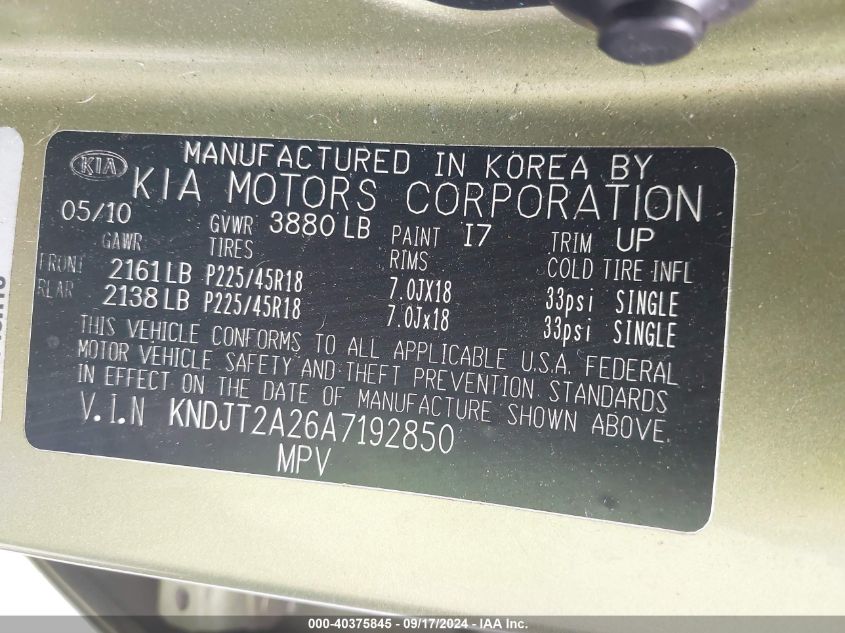 KIA MANUFACTURED IN KOREA BY
KIA MOTORS CORPORATION
05/10 GVWR 3880 LB PAINT I7 TRIM UP
GAWR TIRES RIMS COLD TIRE INFL
FRONT 2161 LB P225/45R18 7.0JX18 33psi SINGLE
REAR 2138 LB P225/45R18 7.0Jx18 33psi SINGLE
THIS VEHICLE CONFORMS TO ALL APPLICABLE U.S.A. FEDERAL
MOTOR VEHICLE SAFETY AND THEFT PREVENTION STANDARDS
IN EFFECT ON THE DATE OF MANUFACTURE SHOWN ABOVE.
V.I.N KNDJT2A26A7192850
MPV
000-40375845 - 09/17/2024 - IAA Inc.